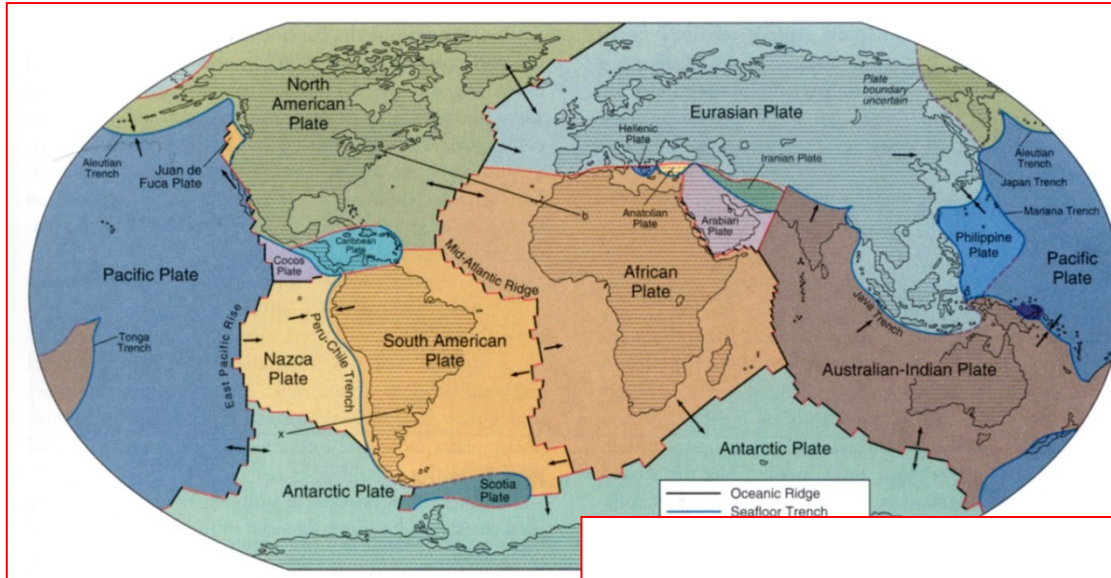 North
American
Plate
Eurasian Plate
Plate
boundary
uncertain
Hellenic
Plate
Iranian Plate
Aleutian
Trench
Juan de
Fuca Plate
a
b
Anatolian
Plate
Arabian
Plate
Aleutian
Trench
Japan Trench
Mariana Trench
Philippine
Plate
Pacific
Plate
Caribbean
Plate
Cocos
Plate
Pacific Plate
Mid-Atlantic Ridge
African
Plate
Tonga
Trench
East Pacific Rise
Nazca
Plate
Peru-Chile Trench
South American
Plate
Java Trench
Australian-Indian Plate
x
y
Antarctic Plate
Scotia
Plate
Antarctic Plate
Oceanic Ridge
Seafloor Trench